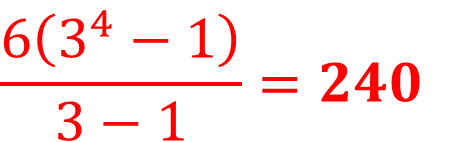 6(3⁴ − 1)
3 − 1
= 240